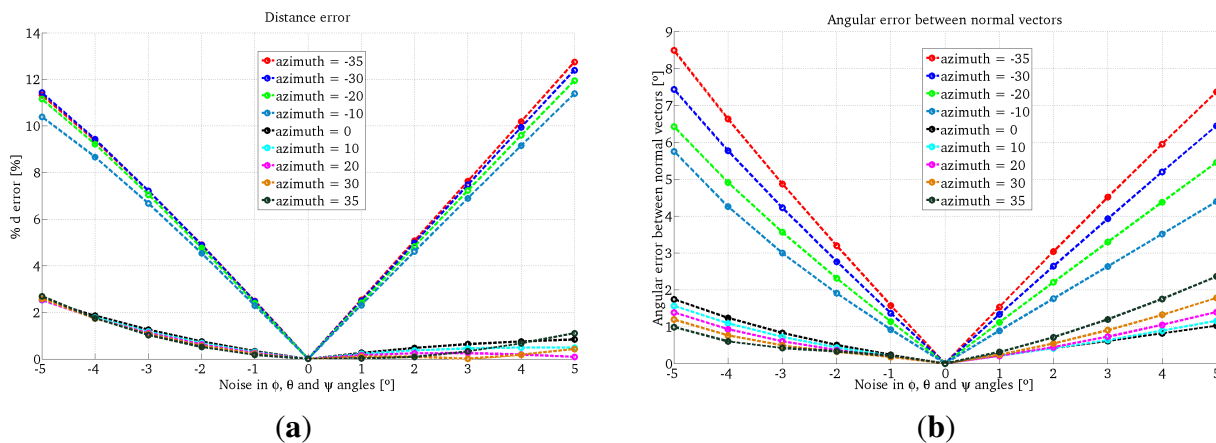 Distance error
14
12
10
8
6
4
2
0
% d error [%]
azimuth = -35
azimuth = -30
azimuth = -20
azimuth = -10
azimuth = 0
azimuth = 10
azimuth = 20
azimuth = 30
azimuth = 35
-5 -4 -3 -2 -1 0 1 2 3 4 5
Noise in ϕ, θ and ψ angles [º]
(a)
Angular error between normal vectors
9
8
7
6
5
4
3
2
1
0
Angular error between normal vectors [º]
azimuth = -35
azimuth = -30
azimuth = -20
azimuth = -10
azimuth = 0
azimuth = 10
azimuth = 20
azimuth = 30
azimuth = 35
-5 -4 -3 -2 -1 0 1 2 3 4 5
Noise in ϕ, θ and ψ angles [º]
(b)